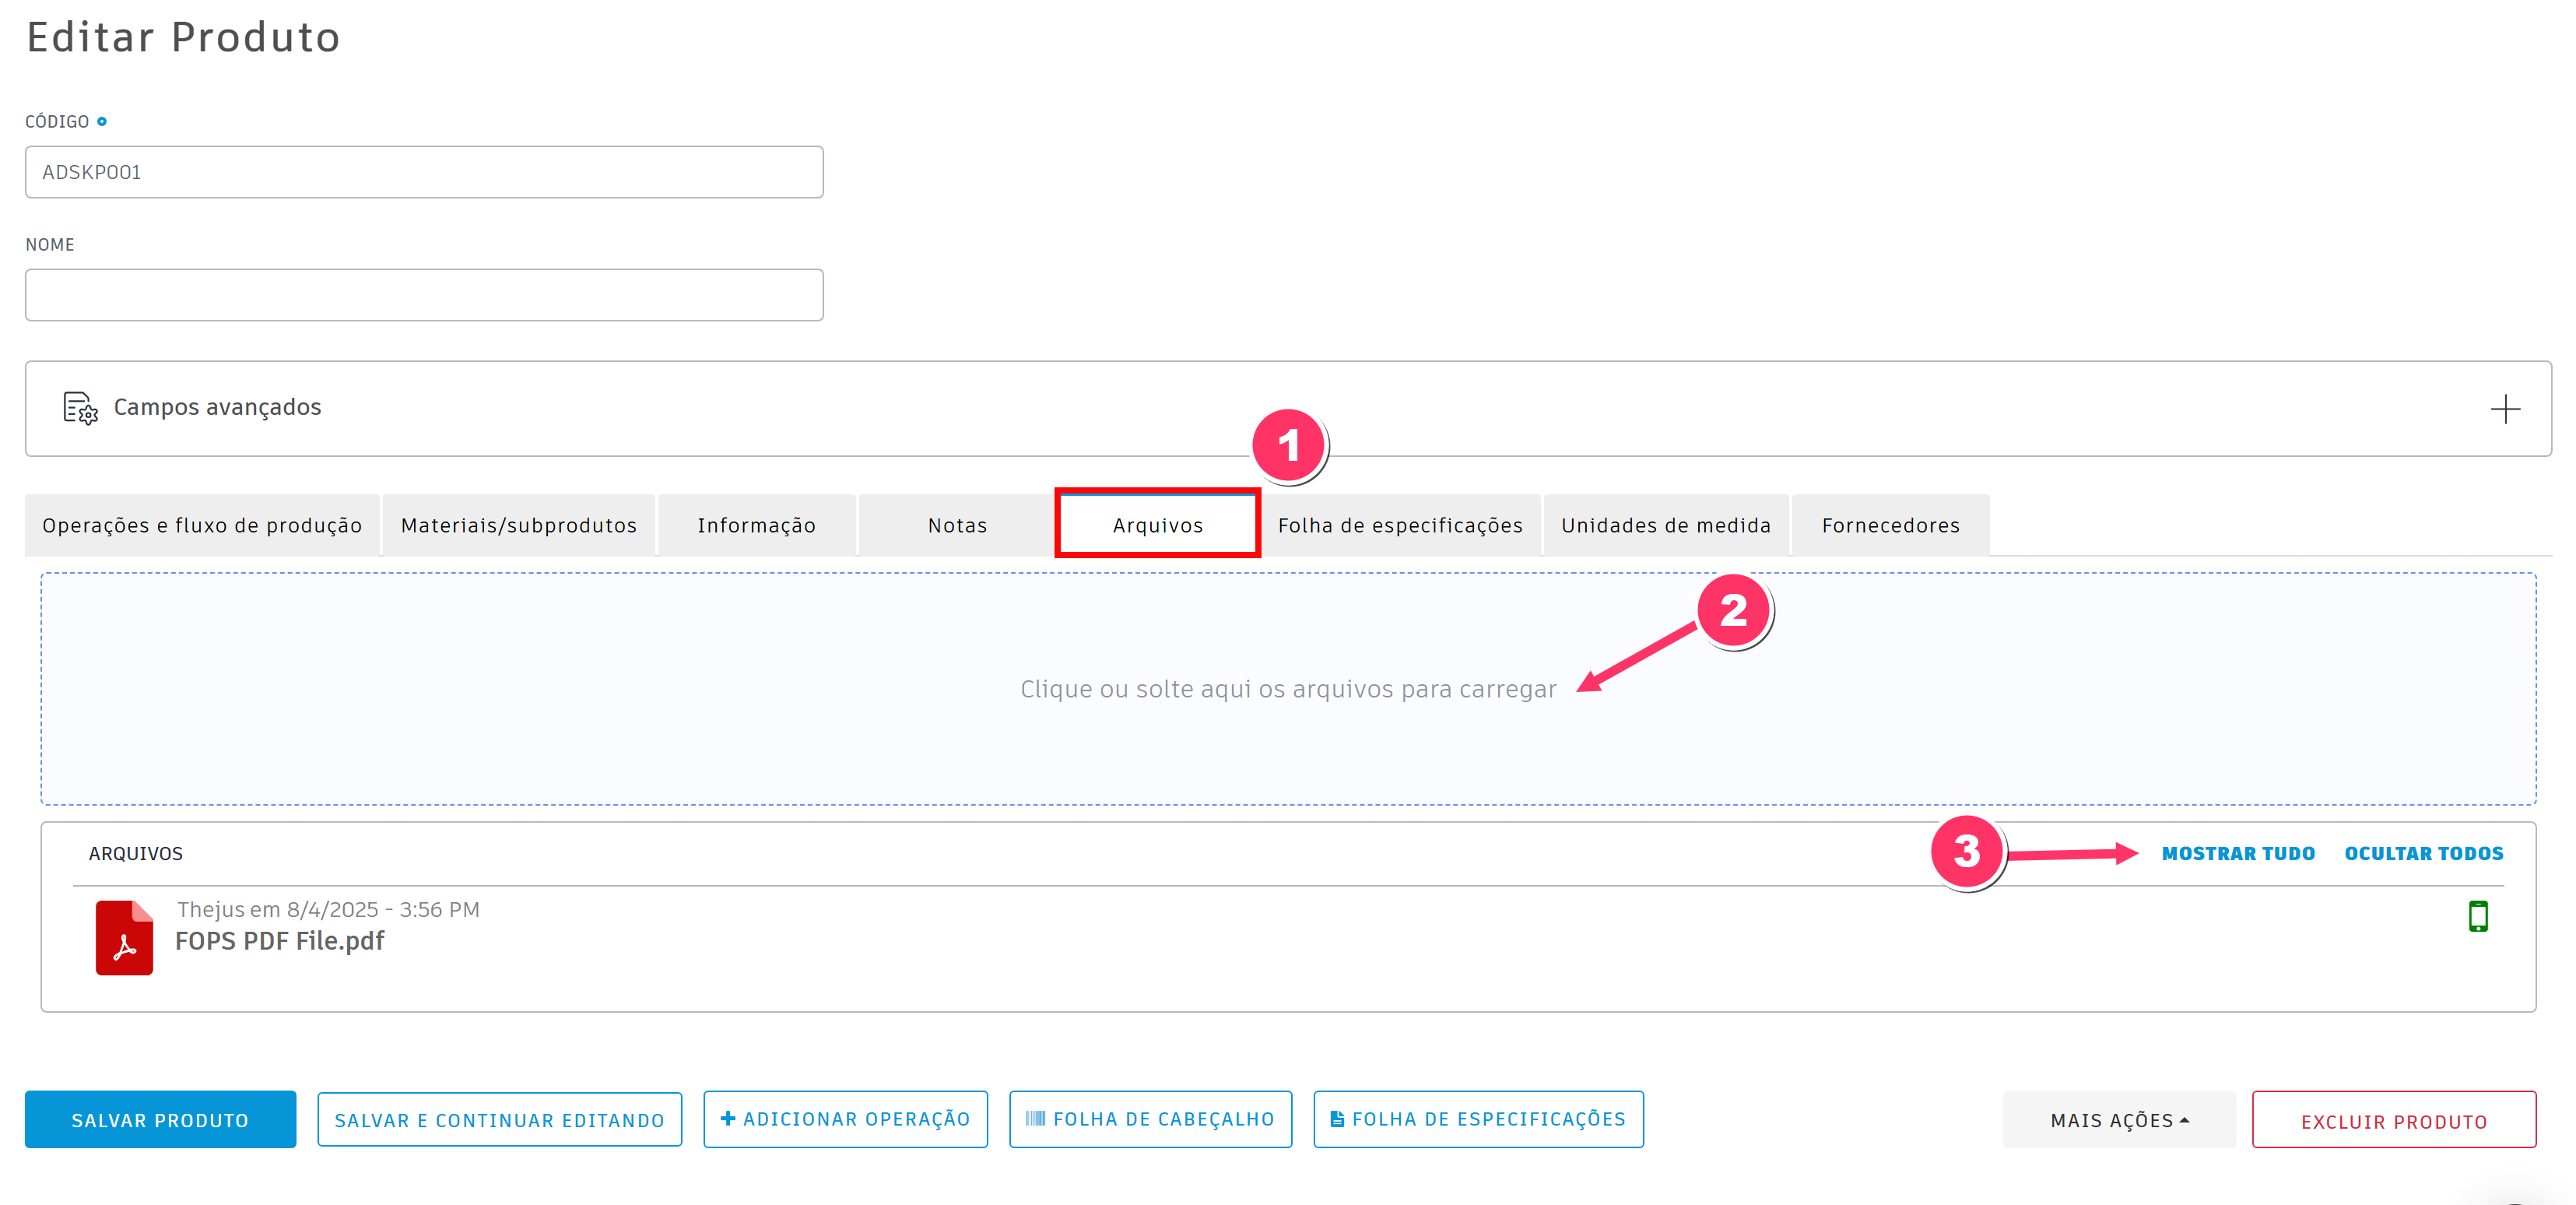 Editar Produto
CÓDIGO
ADSKP001
NOME
Campos avançados
1
Operações e fluxo de produção Materiais/subprodutos Informação Notas Arquivos Folha de especificações Unidades de medida Fornecedores
2
Clique ou solte aqui os arquivos para carregar
ARQUIVOS 3 MOSTRAR TUDO OCULTAR TODOS
Thejus em 8/4/2025 - 3:56 PM
FOPS PDF File.pdf
SALVAR PRODUTO SALVAR E CONTINUAR EDITANDO ADICIONAR OPERAÇÃO FOLHA DE CABEÇALHO FOLHA DE ESPECIFICAÇÕES MAIS AÇÕES EXCLUIR PRODUTO